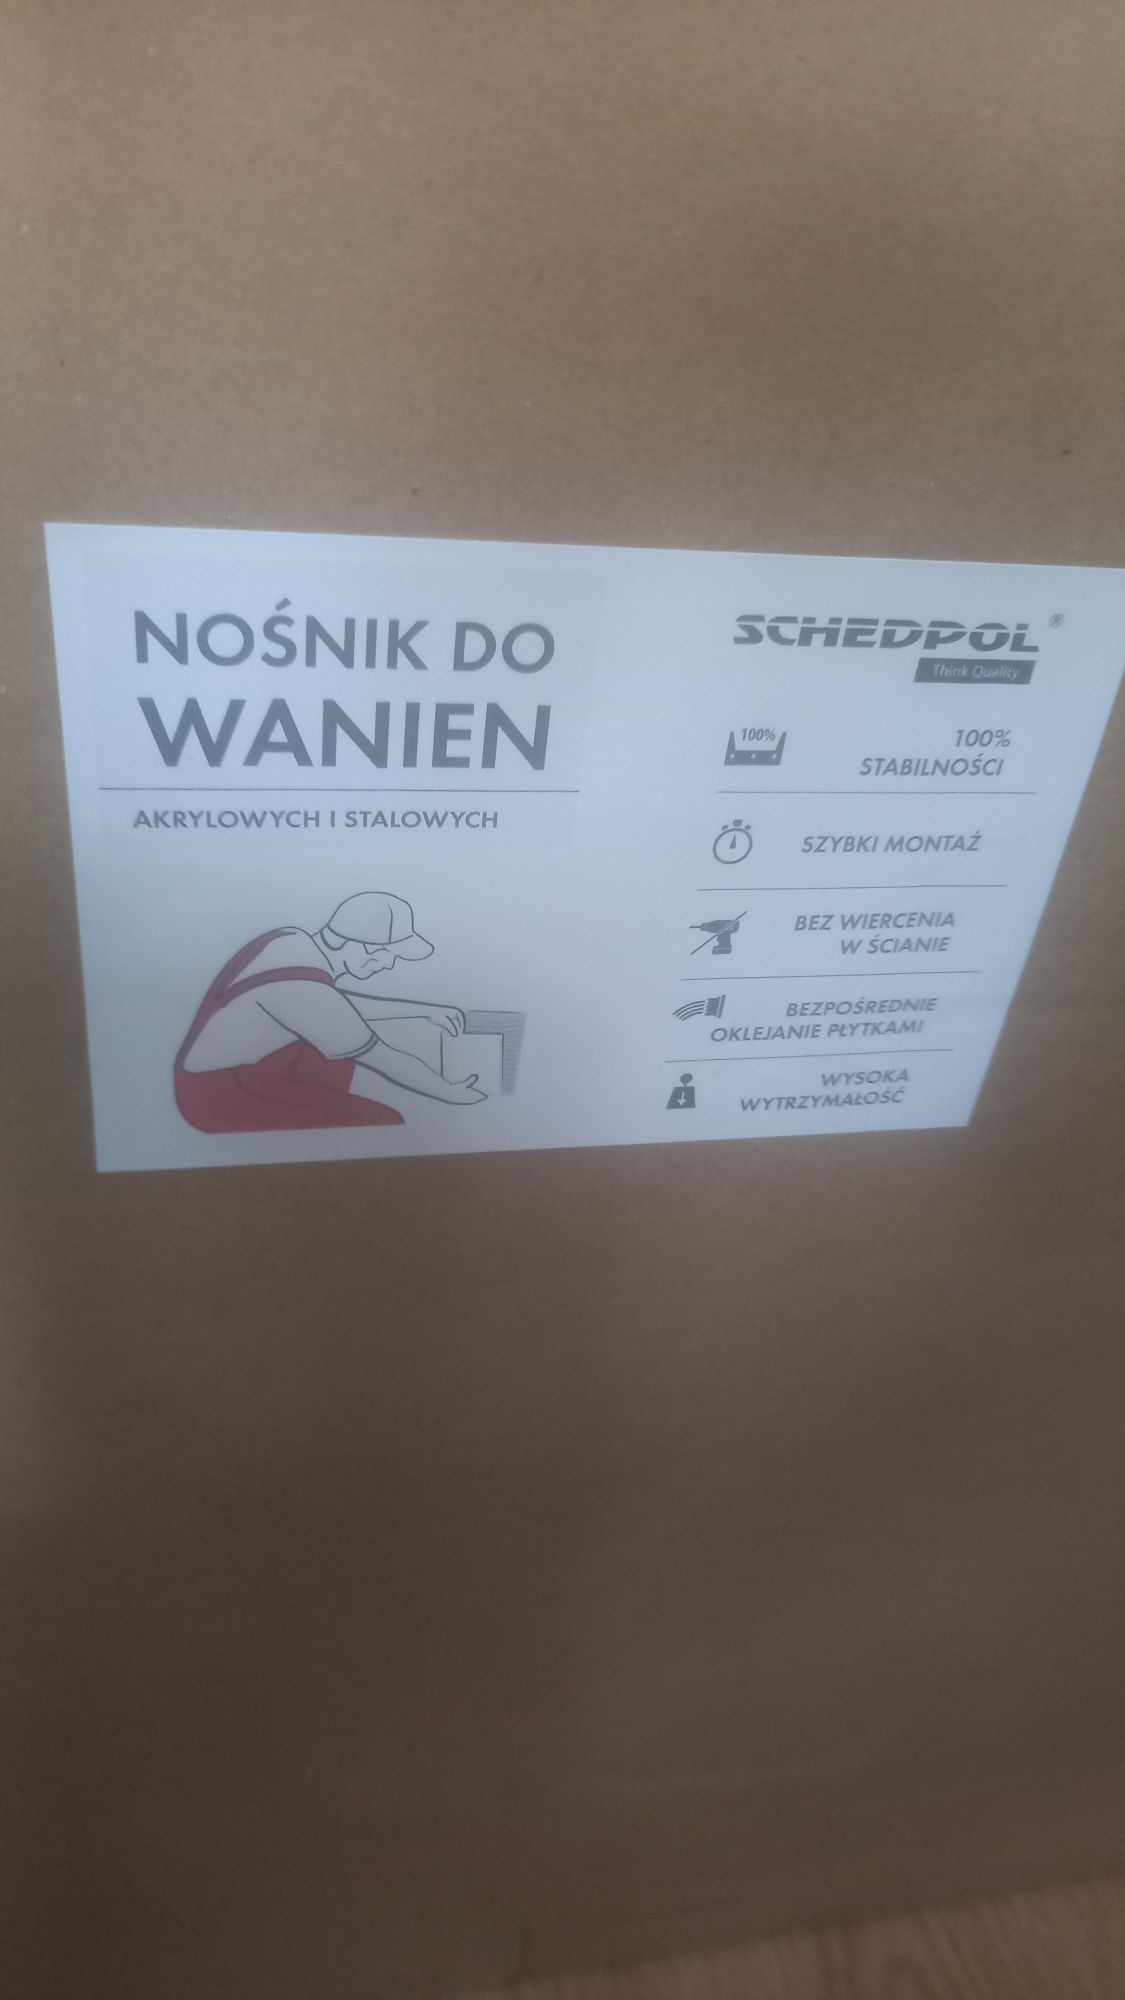 NOŚNIK DO
WANIEN
AKRYLOWYCH I STALOWYCH
SCHEDPOL®
Think Quality
100%
100%
STABILNOŚCI
SZYBKI MONTAŻ
BEZ WIERCENIA
W ŚCIANIE
BEZPOŚREDNIE
OKLEJANIE PŁYTKAMI
WYSOKA
WYTRZYMAŁOŚĆ